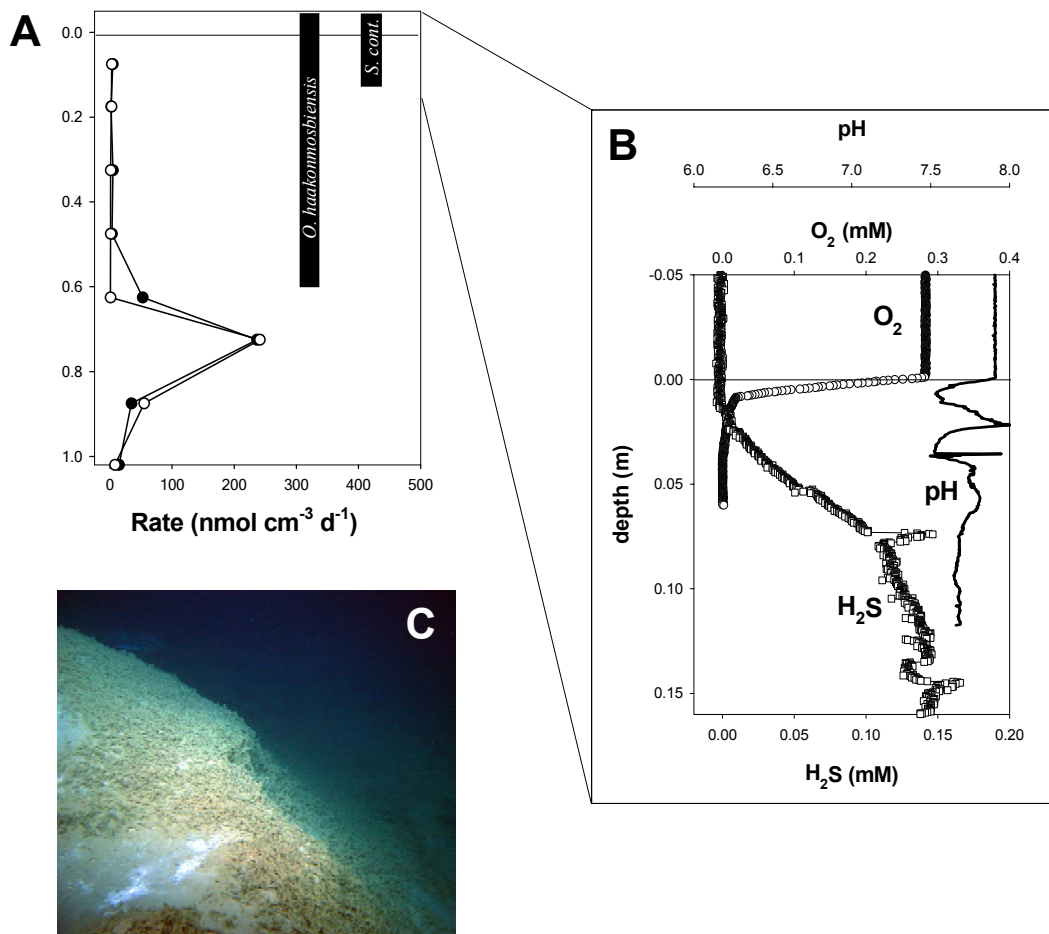 A
0.0
0.2
0.4
0.6
0.8
1.0
O. haakonmosbiensis
S. cont.
0 100 200 300 400 500
Rate (nmol cm⁻³ d⁻¹)
B
pH
6.0 6.5 7.0 7.5 8.0
O₂ (mM)
0.0 0.1 0.2 0.3 0.4
-0.05
0.00
0.05
0.10
0.15
depth (m)
O₂
pH
H₂S
0.00 0.05 0.10 0.15 0.20
H₂S (mM)
C